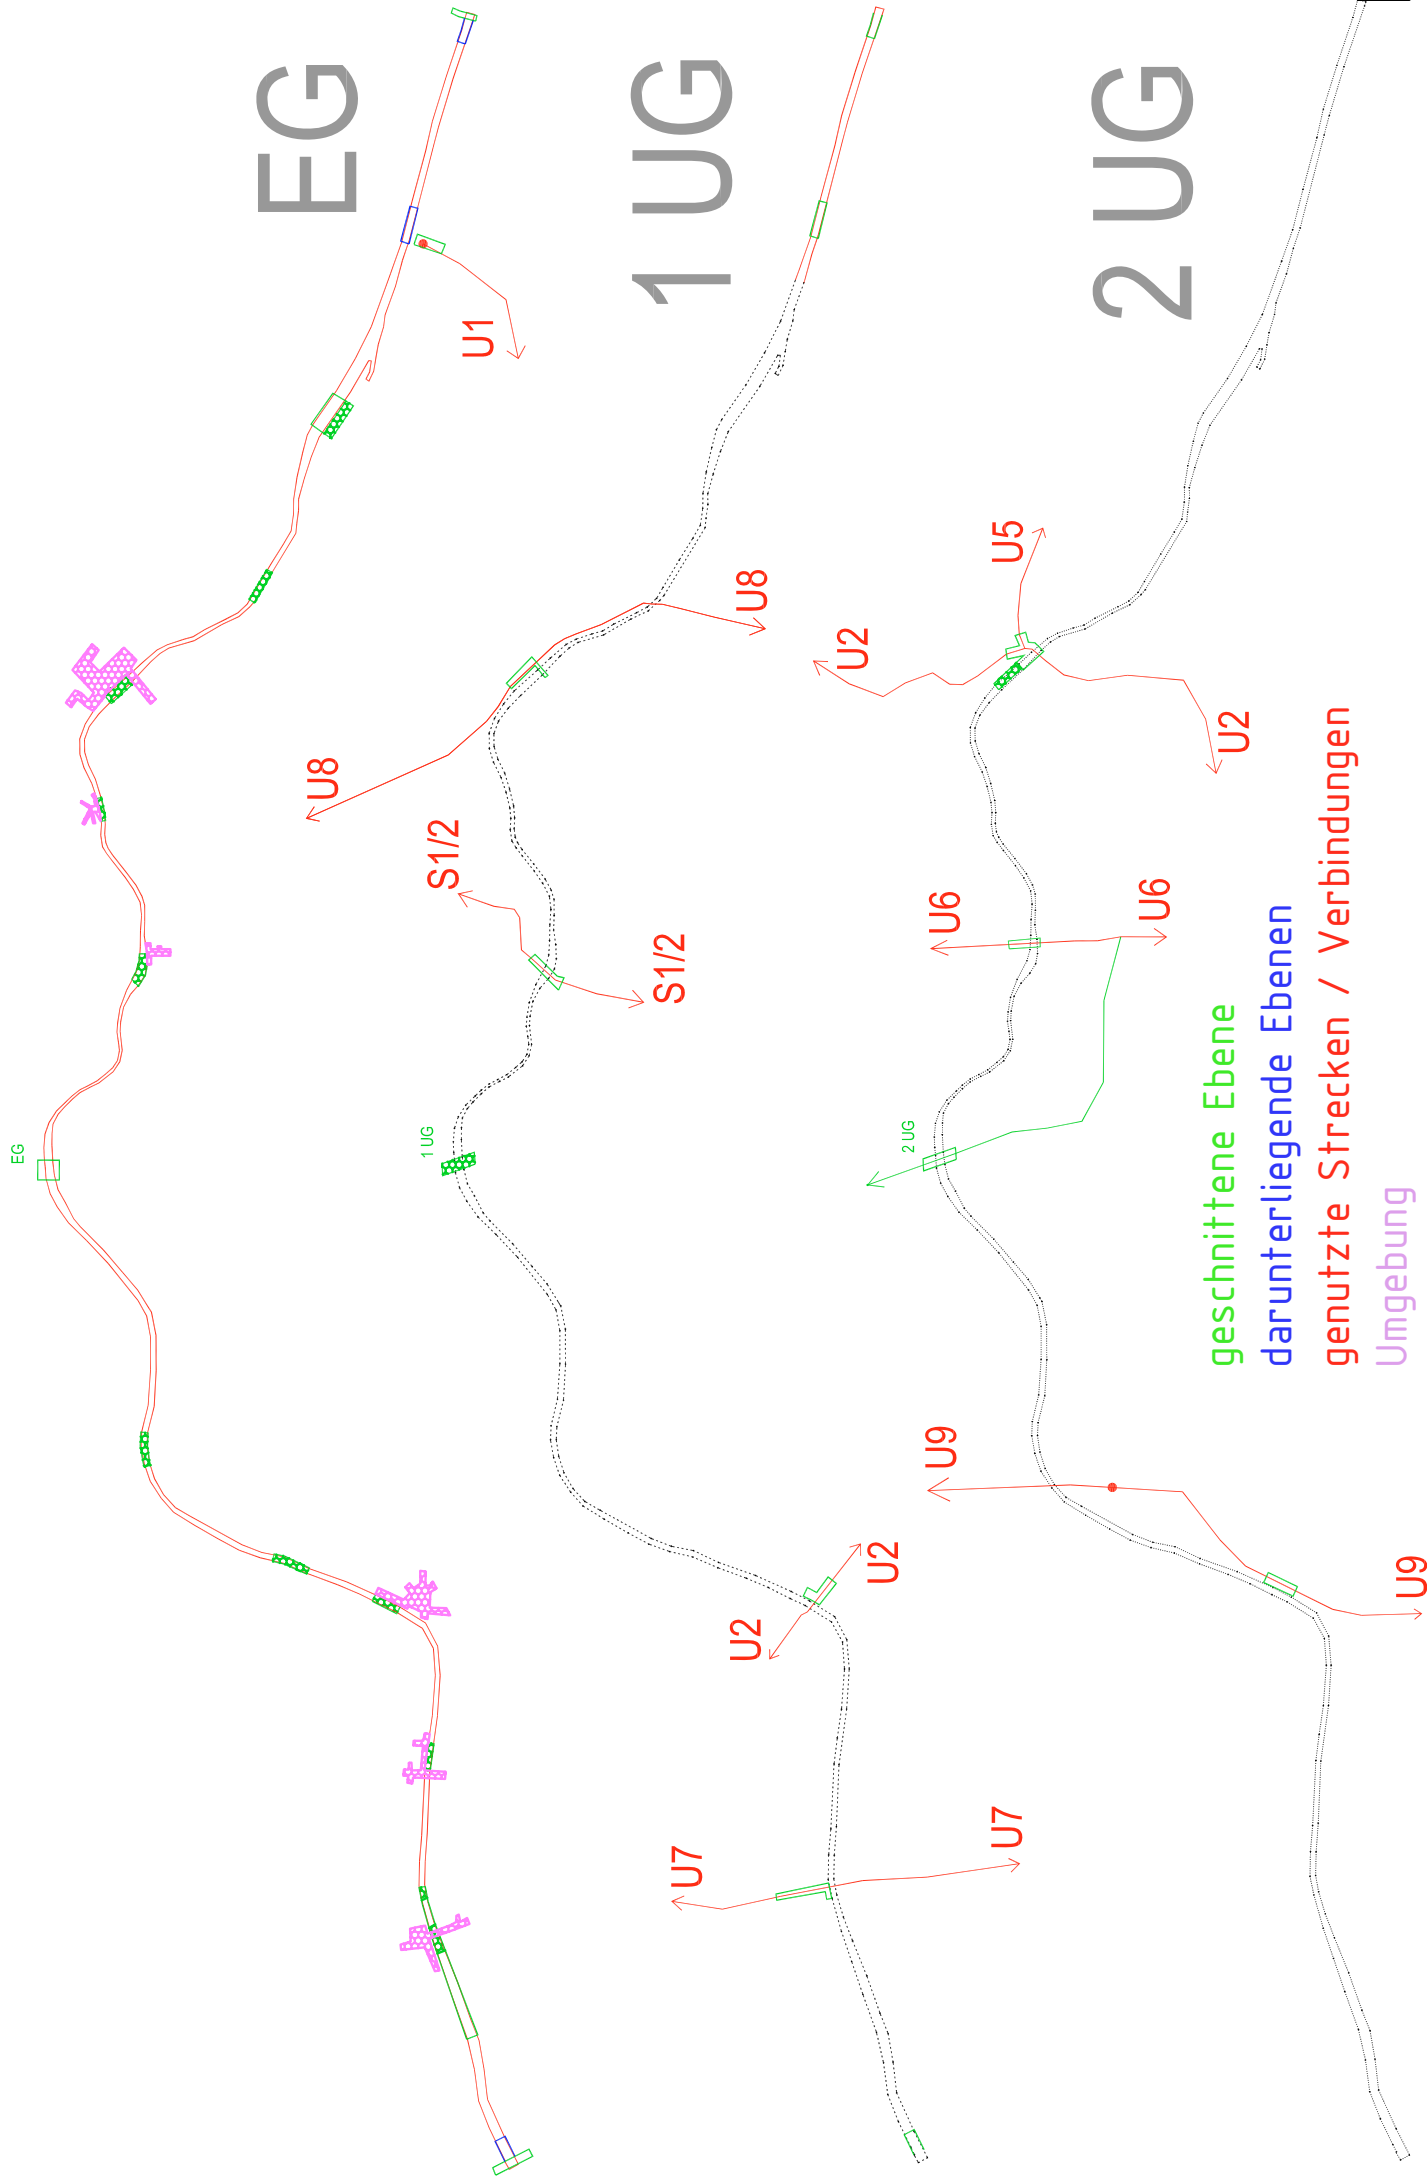 EG
U1
EG
1 UG
U8
U8
S1/2
S1/2
1 UG
U2
U2
U7
U7
2 UG
U5
U2
U2
U6
U6
2 UG
U9
U9
geschnittene Ebene
darunterliegende Ebenen
genutzte Strecken / Verbindungen
Umgebung